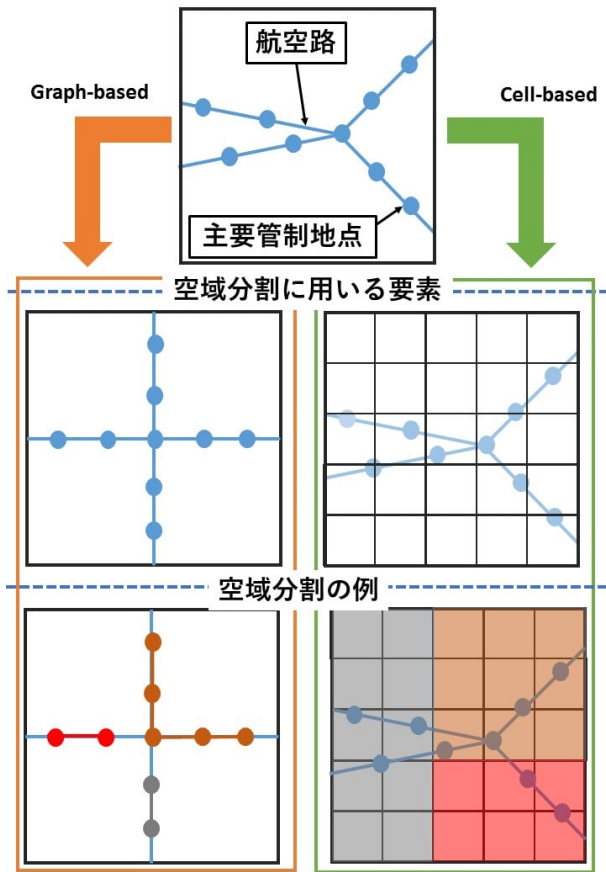 航空路
Graph-based
Cell-based
主要管制地点
空域分割に用いる要素
空域分割の例